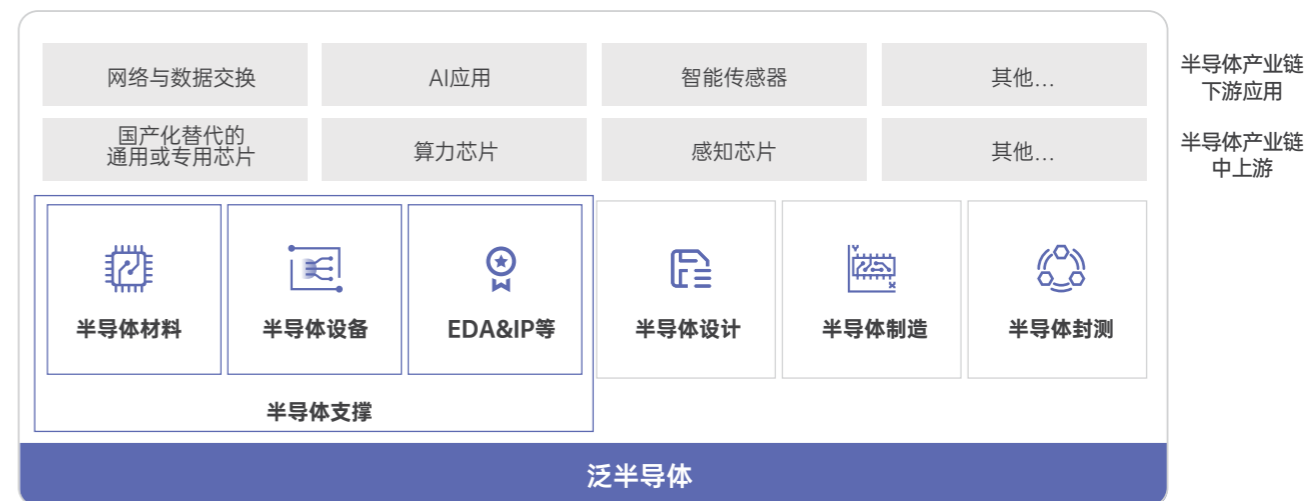 网络与数据交换
AI应用
智能传感器
其他...
半导体产业链
下游应用
国产化替代的
通用或专用芯片
算力芯片
感知芯片
其他...
半导体产业链
中上游
半导体材料
半导体设备
EDA&IP等
半导体设计
半导体制造
半导体封测
半导体支撑
泛半导体